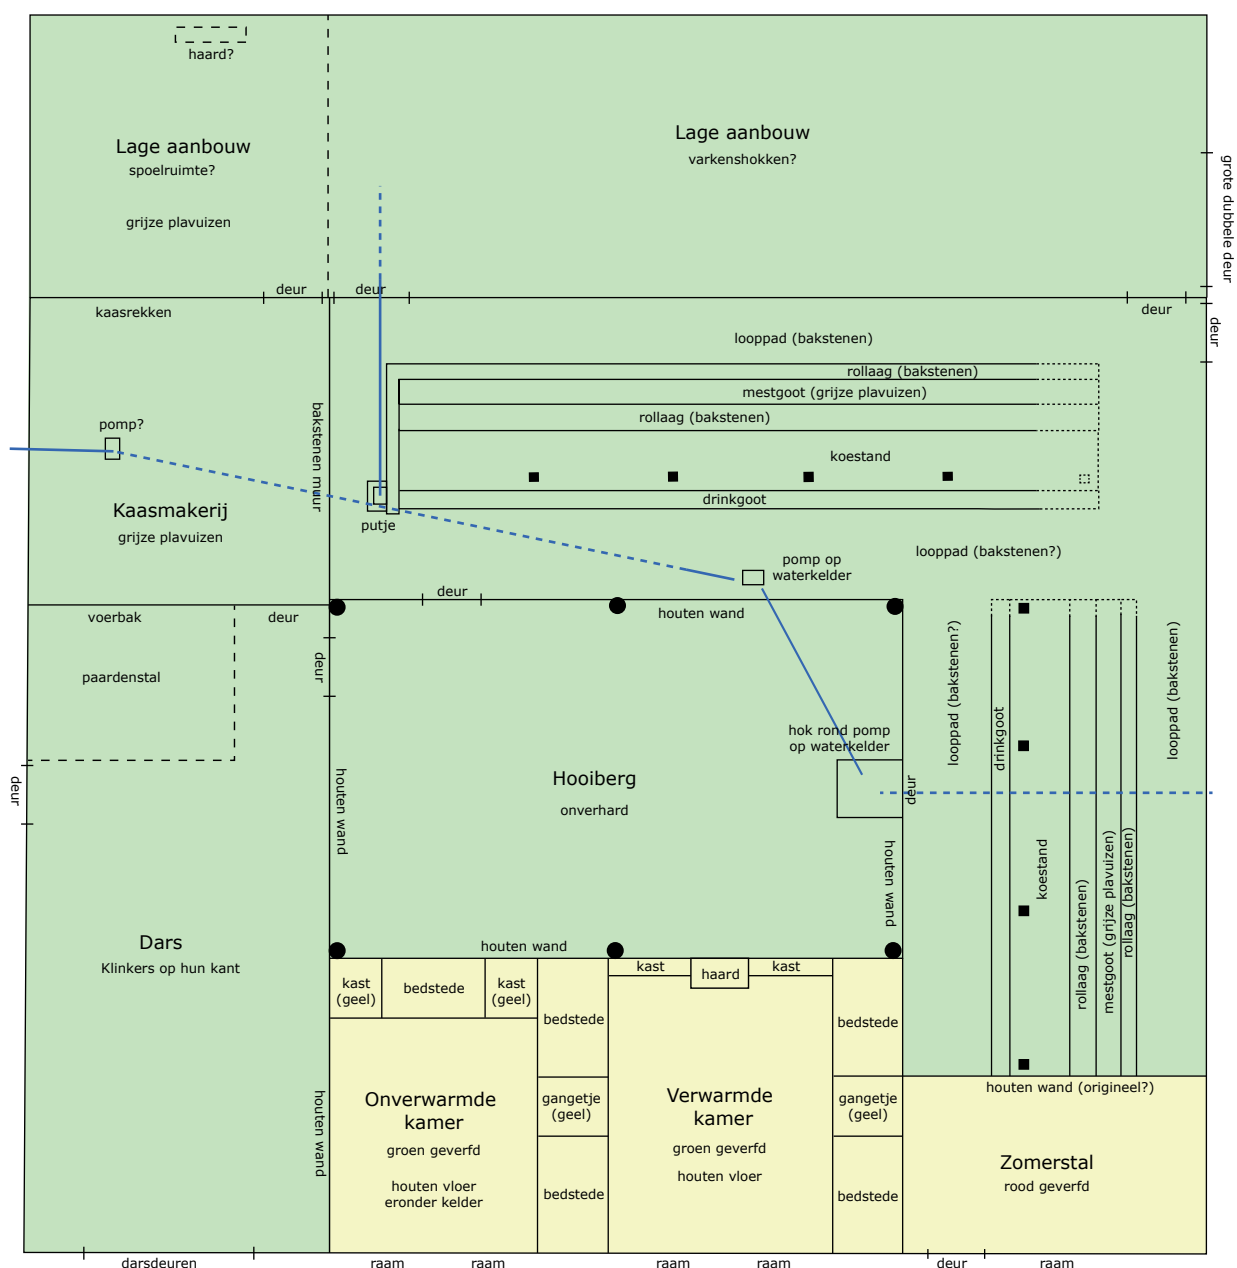 haard?
Lage aanbouw
spoelruimte?
grijze plavuizen
Lage aanbouw
varkenshokken?
grote dubbele deur
deur
deur
deur
deur
kaasrekken
looppad (bakstenen)
rollaag (bakstenen)
mestgoot (grijze plavuizen)
rollaag (bakstenen)
koestand
drinkgoot
bakstenen muur
pomp?
Kaasmakerij
grijze plavuizen
putje
looppad (bakstenen?)
pomp op
waterkelder
deur
houten wand
voerbak
deur
paardenstal
deur
deur
houten wand
Hooiberg
onverhard
hok rond pomp
op waterkelder
deur
houten wand
looppad (bakstenen?)
drinkgoot
koestand
rollaag (bakstenen)
mestgoot (grijze plavuizen)
rollaag (bakstenen)
looppad (bakstenen)
Dars
Klinkers op hun kant
houten wand
houten wand
kast
(geel)
bedstede
kast
(geel)
bedstede
kast
haard
kast
bedstede
Onverwarmde
kamer
groen geverfd
houten vloer
eronder kelder
gangetje
(geel)
bedstede
Verwarmde
kamer
groen geverfd
houten vloer
gangetje
(geel)
bedstede
houten wand (origineel?)
Zomerstal
rood geverfd
darsdeuren
raam
raam
raam
raam
deur
raam